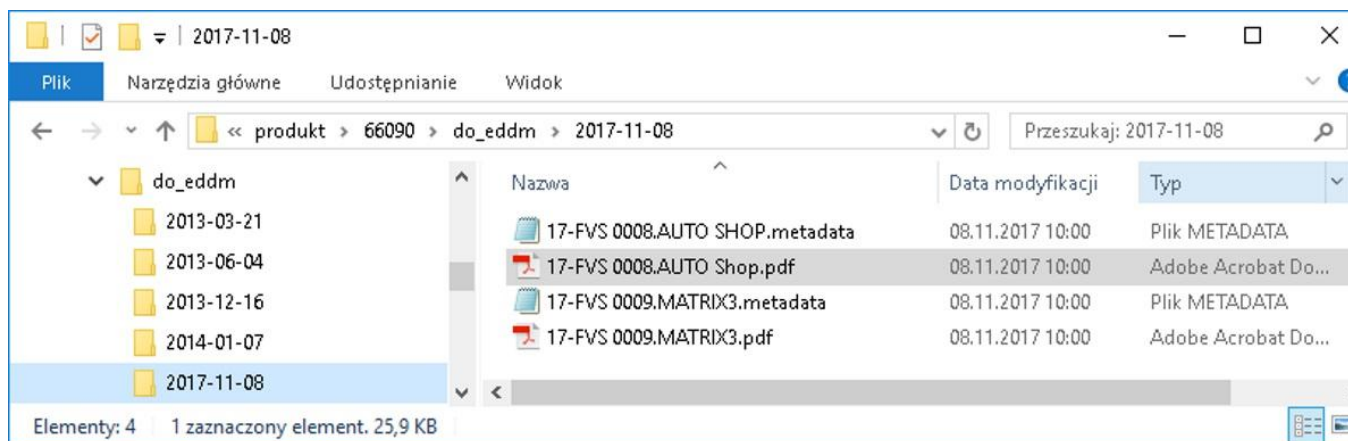 2017-11-08
Plik Narzędzia główne Udostępnianie Widok
« produkt > 66090 > do_eddm > 2017-11-08 Przeszukaj: 2017-11-08
do_eddm
2013-03-21
2013-06-04
2013-12-16
2014-01-07
2017-11-08
Nazwa Data modyfikacji Typ
17-FVS 0008.AUTO SHOP.metadata 08.11.2017 10:00 Plik METADATA
17-FVS 0008.AUTO Shop.pdf 08.11.2017 10:00 Adobe Acrobat Do...
17-FVS 0009.MATRIX3.metadata 08.11.2017 10:00 Plik METADATA
17-FVS 0009.MATRIX3.pdf 08.11.2017 10:00 Adobe Acrobat Do...
Elementy: 4 1 zaznaczony element. 25,9 KB